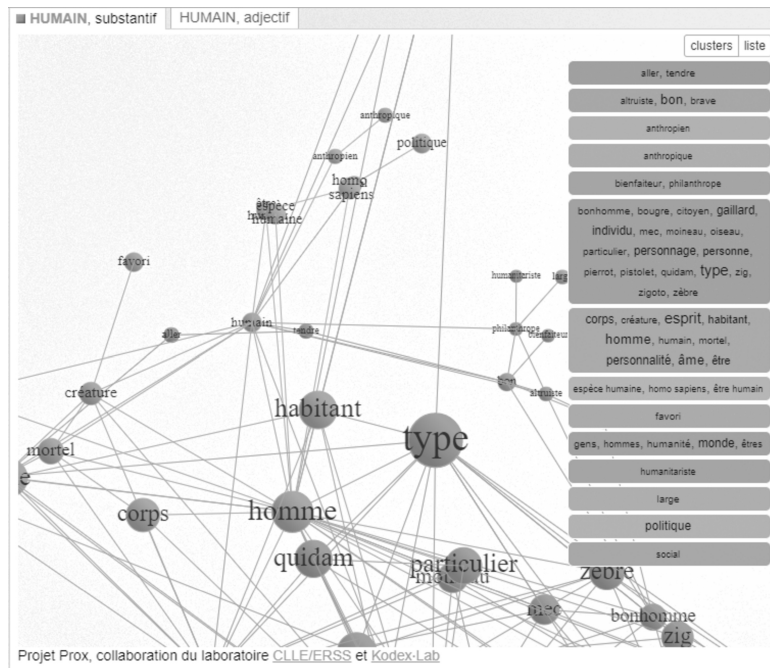 HUMAIN, substantif
HUMAIN, adjectif
clusters
liste
anthropique
anthropien
politique
homo
sapiens
espèce
humaine
favori
humain
aller
tendre
humanitariste
larg
philanthrope
bienfaiteur
bon
altruiste
créature
habitant
type
mortel
e
corps
homme
quidam
particulier
zèbre
mec
bonhomme
zig
aller, tendre
altruiste, bon, brave
anthropien
anthropique
bienfaiteur, philanthrope
bonhomme, bougre, citoyen, gaillard,
individu, mec, moineau, oiseau,
particulier, personnage, personne,
pierrot, pistolet, quidam, type, zig,
zigoto, zèbre
corps, créature, esprit, habitant,
homme, humain, mortel,
personnalité, âme, être
espèce humaine, homo sapiens, être humain
favori
gens, hommes, humanité, monde, êtres
humanitariste
large
politique
social
Projet Prox, collaboration du laboratoire CLLE/ERSS et Kodex-Lab